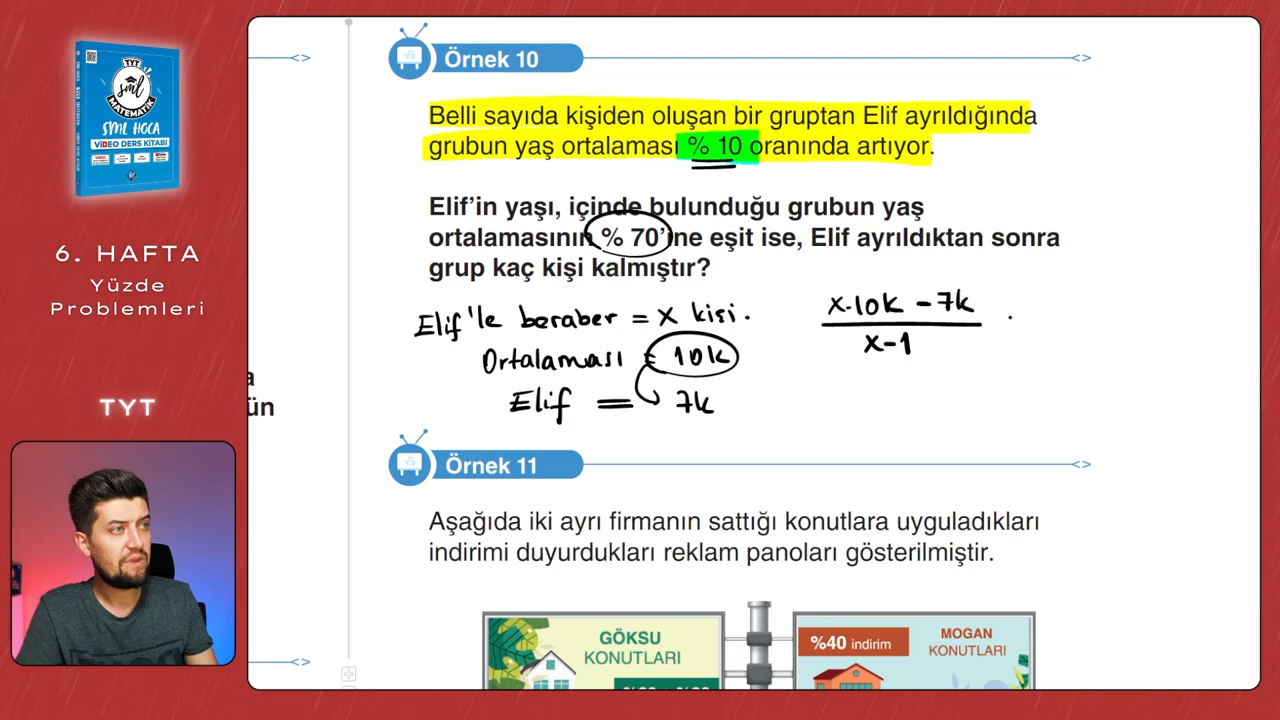 TYT
sml
MATEMATİK
SML HOCA
VİDEO DERS KİTABI
6. HAFTA
Yüzde
Problemleri
TYT
a
ün
Örnek 10
Belli sayıda kişiden oluşan bir gruptan Elif ayrıldığında
grubun yaş ortalaması % 10 oranında artıyor.
Elif'in yaşı, içinde bulunduğu grubun yaş
ortalamasının % 70'ine eşit ise, Elif ayrıldıktan sonra
grup kaç kişi kalmıştır?
Elif'le beraber = x kişi.
Ortalaması = 10k
Elif = 7k
x.10k - 7k
x-1
Örnek 11
Aşağıda iki ayrı firmanın sattığı konutlara uyguladıkları
indirimi duyurdukları reklam panoları gösterilmiştir.
GÖKSU
KONUTLARI
%40 indirim
MOGAN
KONUTLARI